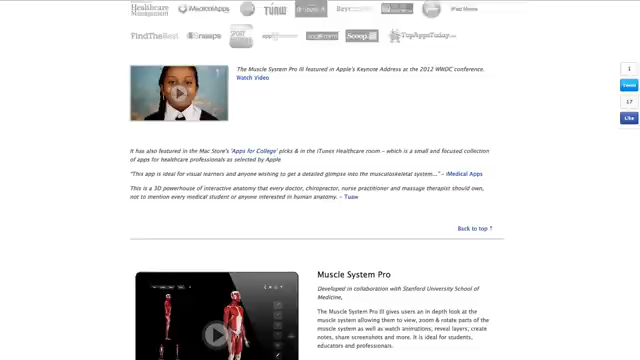 Healthcare
Management
iMedicalApps
TUAW
iPad Home
FindTheBest
SPORT
Scoop
TopAppsToday
The Muscle System Pro III featured in Apple's Keynote Address at the 2012 WWDC conference.
Watch Video
1
Tweet
17
Like
It has also featured in the Mac Store's 'Apps for College' picks & in the iTunes Healthcare room – which is a small and focused collection
of apps for healthcare professionals as selected by Apple
"This app is ideal for visual learners and anyone wishing to get a detailed glimpse into the musculoskeletal system..." – iMedical Apps
This is a 3D powerhouse of interactive anatomy that every doctor, chiropractor, nurse practitioner and massage therapist should own,
not to mention every medical student or anyone interested in human anatomy. – Tuaw
Back to top ↑
Muscle System Pro
Developed in collaboration with Stanford University School of
Medicine,
The Muscle System Pro III gives users an in depth look at the
muscle system allowing them to view, zoom & rotate parts of the
muscle system as well as watch animations, reveal layers, create
notes, share screenshots and more. It is ideal for students,
educators and professionals.